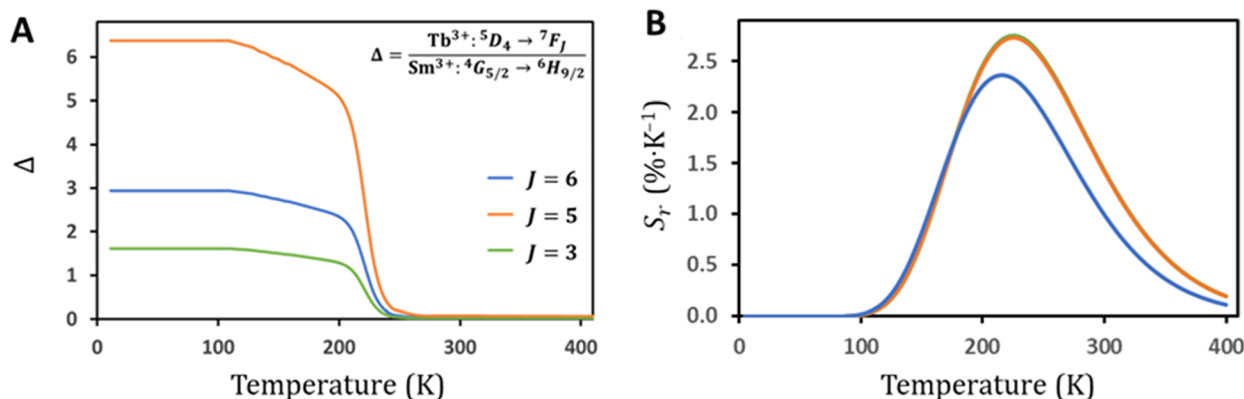 A
Δ = Tb³⁺: ⁵D₄ → ⁷F_J
Sm³⁺: ⁴G₅/₂ → ⁶H₉/₂
6
5
4
3
2
1
0
Δ
J = 6
J = 5
J = 3
0 100 200 300 400
Temperature (K)
B
2.5
2.0
1.5
1.0
0.5
0.0
Sᵣ (%·K⁻¹)
0 100 200 300 400
Temperature (K)